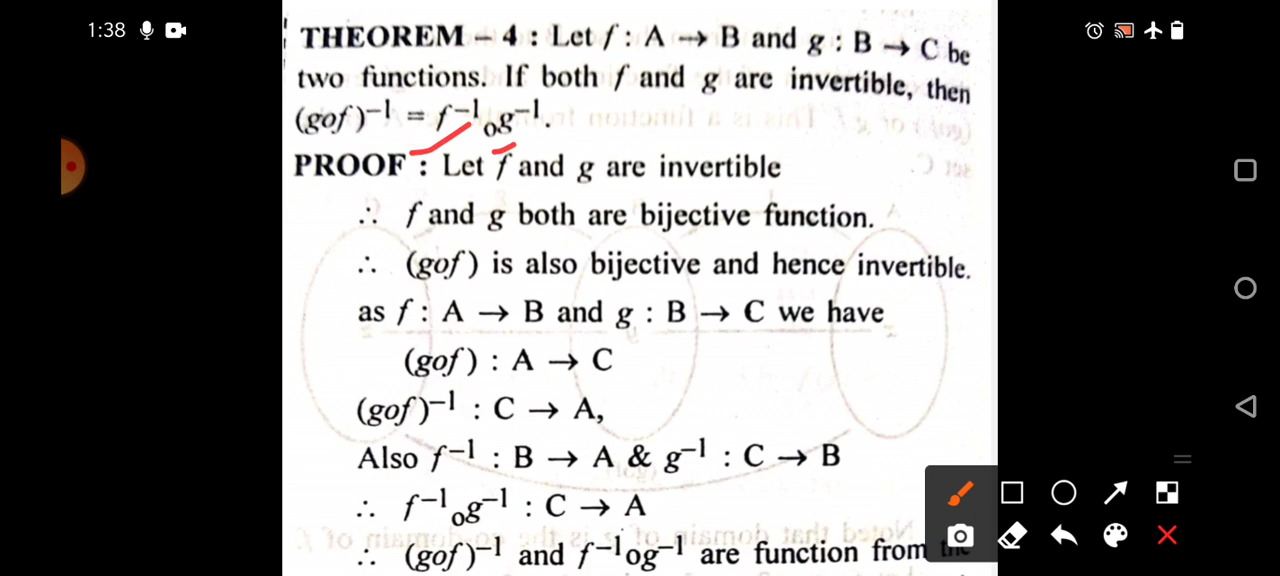 1:38
THEOREM – 4 : Let f : A → B and g : B → C be
two functions. If both f and g are invertible, then
(gof)⁻¹ = f⁻¹og⁻¹.
PROOF : Let f and g are invertible
∴ f and g both are bijective function.
∴ (gof) is also bijective and hence invertible.
as f : A → B and g : B → C we have
(gof) : A → C
(gof)⁻¹ : C → A,
Also f⁻¹ : B → A & g⁻¹ : C → B
∴ f⁻¹og⁻¹ : C → A
∴ (gof)⁻¹ and f⁻¹og⁻¹ are function from the